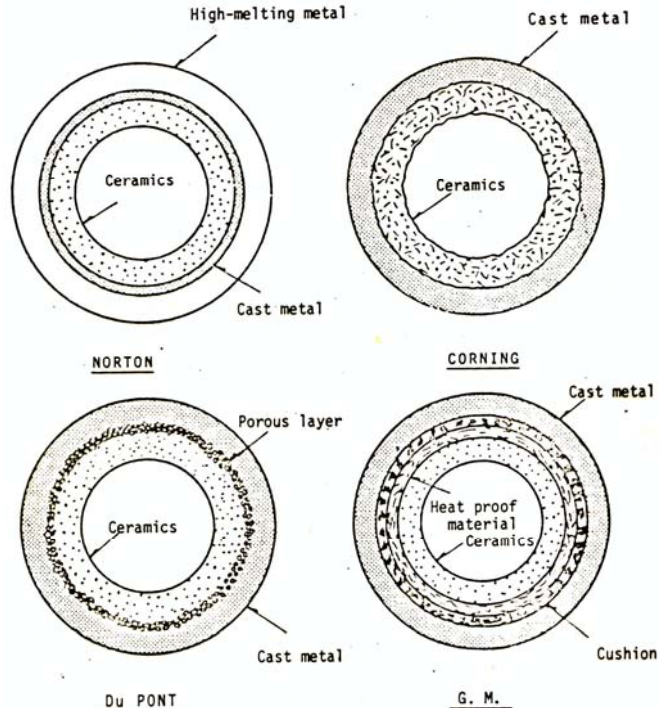 High-melting metal
Ceramics
Cast metal
NORTON
Cast metal
Ceramics
CORNING
Porous layer
Ceramics
Cast metal
Du PONT
Cast metal
Heat proof
material
Ceramics
Cushion
G. M.